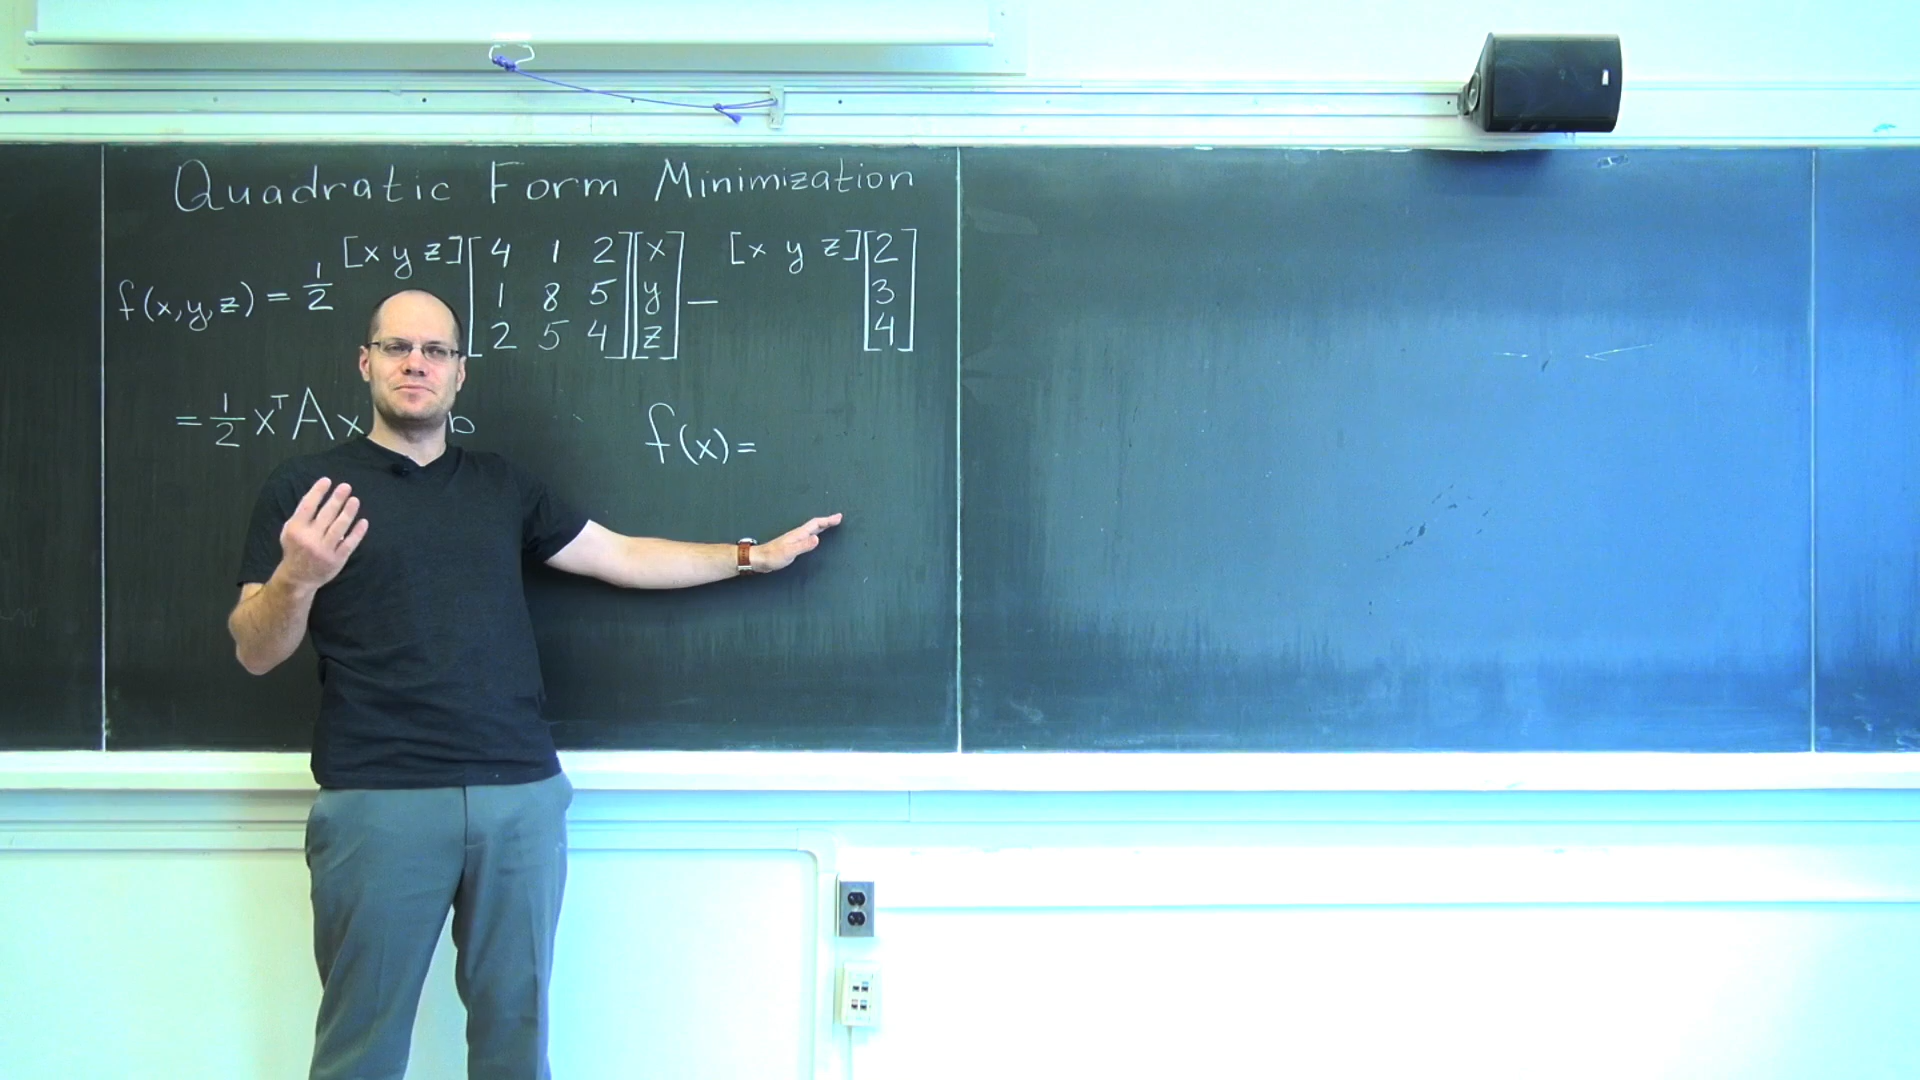 Quadratic Form Minimization
f(x,y,z) = 1/2 [x y z] [4 1 2; 1 8 5; 2 5 4] [x; y; z] − [x y z] [2; 3; 4]
= 1/2 xᵀAx b
f(x)=